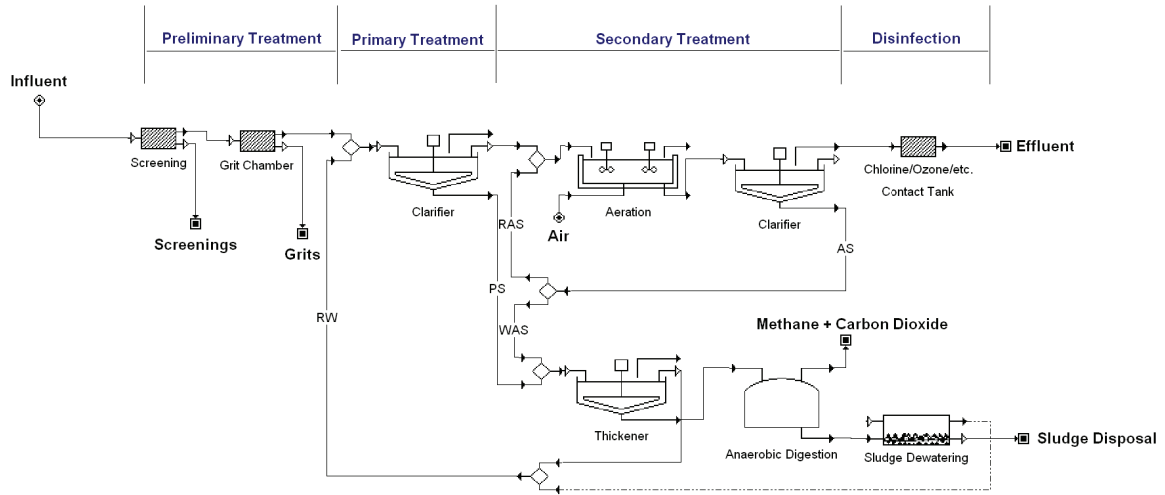 Preliminary Treatment
Primary Treatment
Secondary Treatment
Disinfection
Influent
Screening
Grit Chamber
Clarifier
Aeration
Clarifier
Chlorine/Ozone/etc.
Contact Tank
Effluent
Screenings
Grits
Air
RAS
AS
PS
RW
WAS
Methane + Carbon Dioxide
Thickener
Anaerobic Digestion
Sludge Dewatering
Sludge Disposal